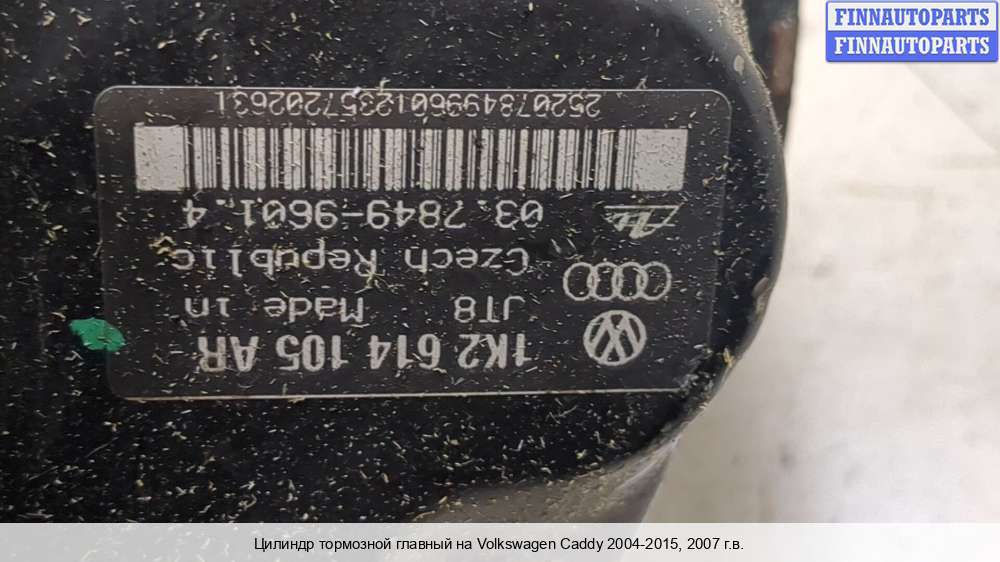 FINNAUTOPARTS
FINNAUTOPARTS
1K2 614 105 AR
JT8 Made in
Czech Republic
03.7849-9601.4
2520784996012357202631
Цилиндр тормозной главный на Volkswagen Caddy 2004-2015, 2007 г.в.